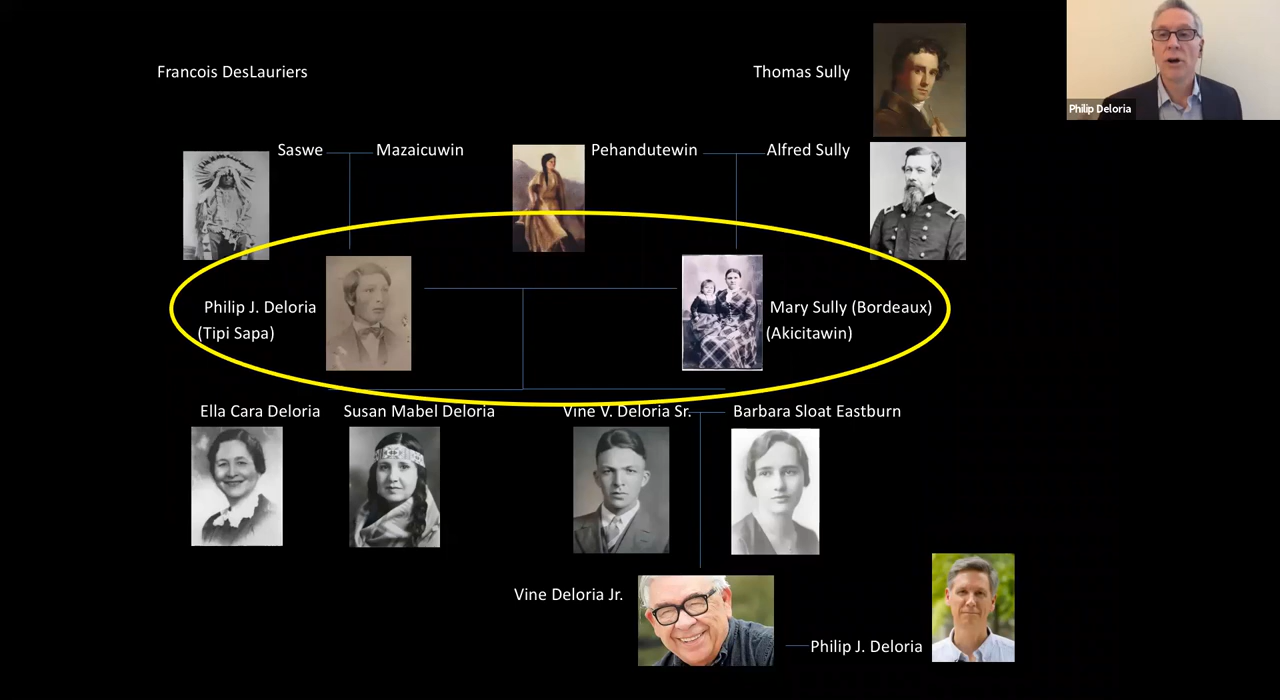 Francois DesLauriers
Thomas Sully
Philip Deloria
Saswe
Mazaicuwin
Pehandutewin
Alfred Sully
Philip J. Deloria
(Tipi Sapa)
Mary Sully (Bordeaux)
(Akicitawin)
Ella Cara Deloria
Susan Mabel Deloria
Vine V. Deloria Sr.
Barbara Sloat Eastburn
Vine Deloria Jr.
Philip J. Deloria